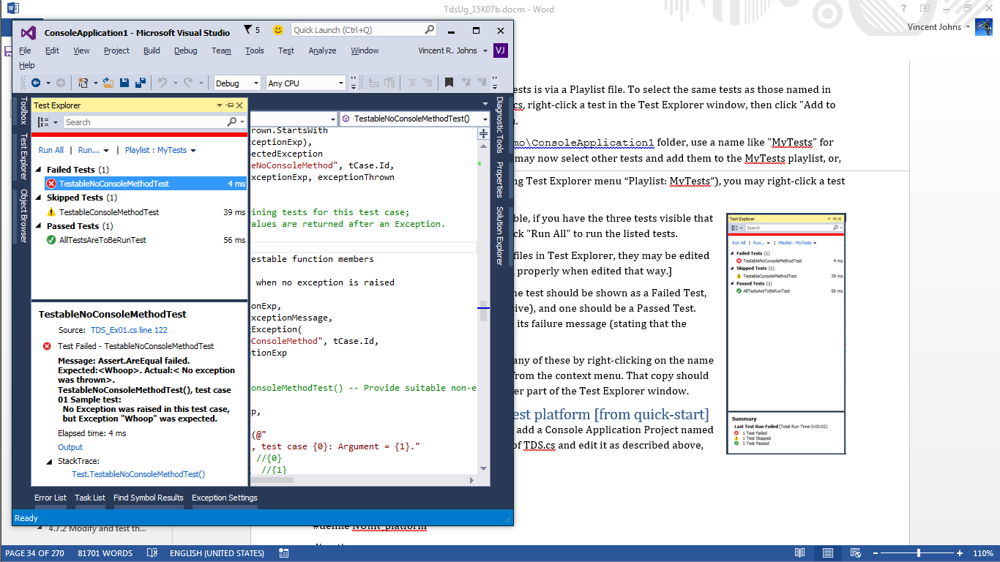 TdsUg_15K07b.docm - Word
Vincent Johns
ConsoleApplication1 - Microsoft Visual Studio
5
Quick Launch (Ctrl+Q)
File Edit View Project Build Debug Team Tools Test Analyze Window
Vincent R. Johns
VJ
Help
Debug
Any CPU
Toolbox
Test Explorer
Object Browser
Test Explorer
Search
Run All | Run... | Playlist : MyTests
Failed Tests (1)
TestableNoConsoleMethodTest 4 ms
Skipped Tests (1)
TestableConsoleMethodTest 39 ms
Passed Tests (1)
AllTestsAreToBeRunTest 56 ms
TestableNoConsoleMethodTest
Source: TDS_Ex01.cs line 122
Test Failed - TestableNoConsoleMethodTest
Message: Assert.AreEqual failed.
Expected:<Whoop>. Actual:< No exception
was thrown>.
TestableNoConsoleMethodTest(), test case
01 Sample test:
No Exception was raised in this test case,
but Exception "Whoop" was expected.
Elapsed time: 4 ms
Output
StackTrace:
Test.TestableNoConsoleMethodTest()
TestableNoConsoleMethodTest()
rown.StartsWith
ceptionExp),
pectedException
eNoConsoleMethod", tCase.Id,
xceptionExp, exceptionThrown
ining tests for this test case;
alues are returned after an Exception.
estable function members
when no exception is raised
onExp,
xceptionMessage,
Exception(
ConsoleMethod", tCase.Id,
tionExp
onsoleMethodTest() -- Provide suitable non-e
p,
(@"
, test case {0}: Argument = {1}."
//{0}
//{1}
Diagnostic Tools
Properties
Solution Explorer
Error List Task List Find Symbol Results Exception Settings
Ready
ests is via a Playlist file. To select the same tests as those named in
cs, right-click a test in the Test Explorer window, then click "Add to
mo\ConsoleApplication1 folder, use a name like "MyTests" for
may now select other tests and add them to the MyTests playlist, or,
ng Test Explorer menu “Playlist: MyTests”), you may right-click a test
ble, if you have the three tests visible that
ck "Run All" to run the listed tests.
files in Test Explorer, they may be edited
properly when edited that way.]
ne test should be shown as a Failed Test,
sive), and one should be a Passed Test.
its failure message (stating that the
any of these by right-clicking on the name
from the context menu. That copy should
er part of the Test Explorer window.
est platform [from quick-start]
add a Console Application Project named
of TDS.cs and edit it as described above,
Test Explorer
Search
Run All | Run... | Playlist : MyTests
Failed Tests (1)
TestableNoConsoleMethodTest 4 ms
Skipped Tests (1)
TestableConsoleMethodTest 39 ms
Passed Tests (1)
AllTestsAreToBeRunTest 56 ms
Summary
Last Test Run Failed (Total Run Time 0:00:02)
1 Test Failed
1 Test Skipped
1 Test Passed
4.7.2 Modify and test th...
#define NUnit_platform
PAGE 34 OF 270 81701 WORDS ENGLISH (UNITED STATES) 110%